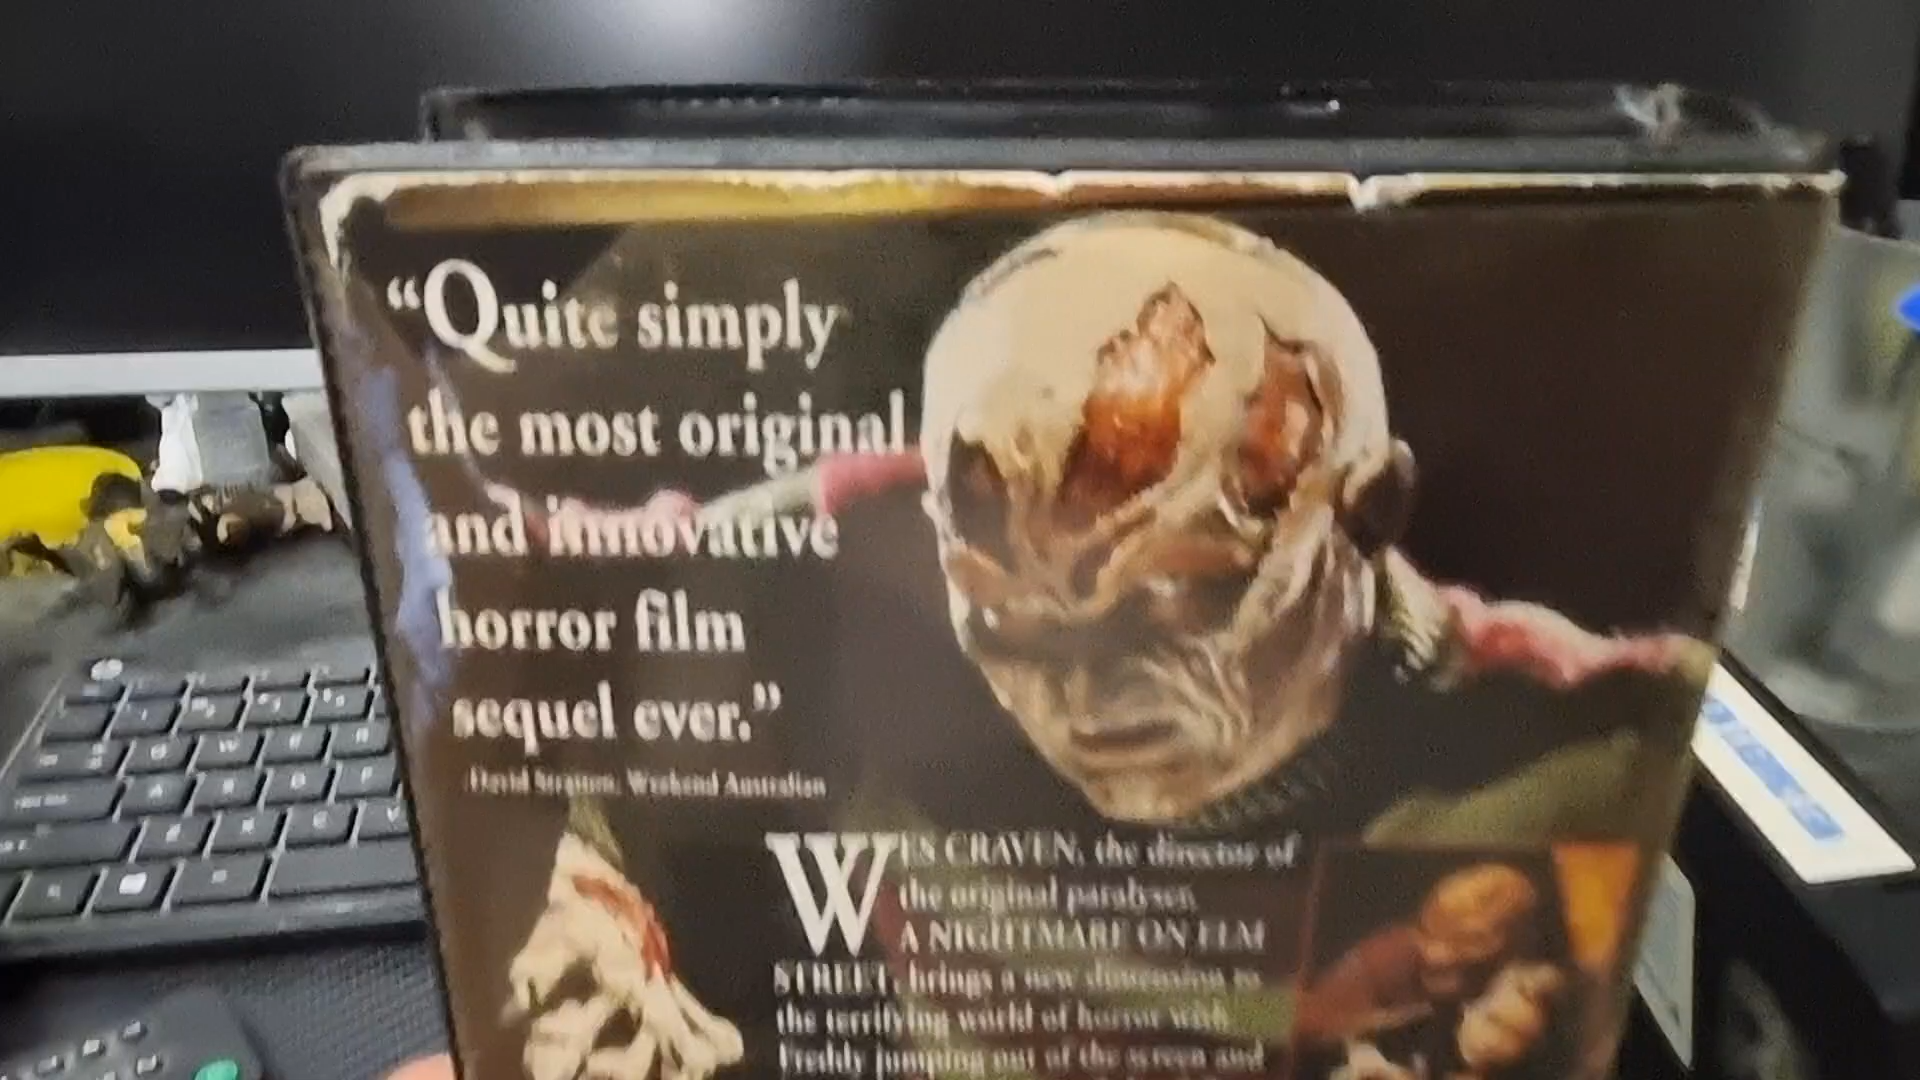 “Quite simply
the most original
and innovative
horror film
sequel ever.”
David Stratton, Weekend Australian
WES CRAVEN, the director of
the original paralyser,
A NIGHTMARE ON ELM
STREET, brings a new dimension to
the terrifying world of horror with
Freddy jumping out of the screen and